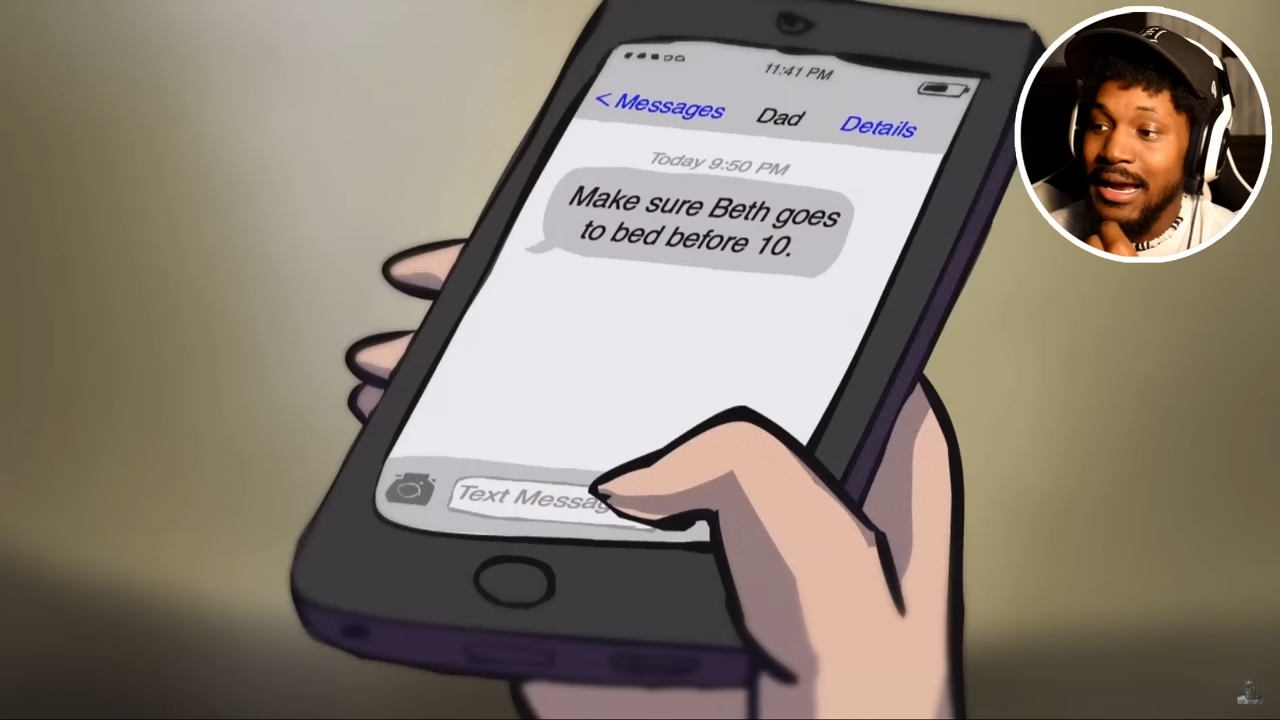 11:41 PM
< Messages Dad Details
Today 9:50 PM
Make sure Beth goes
to bed before 10.
Text Messag